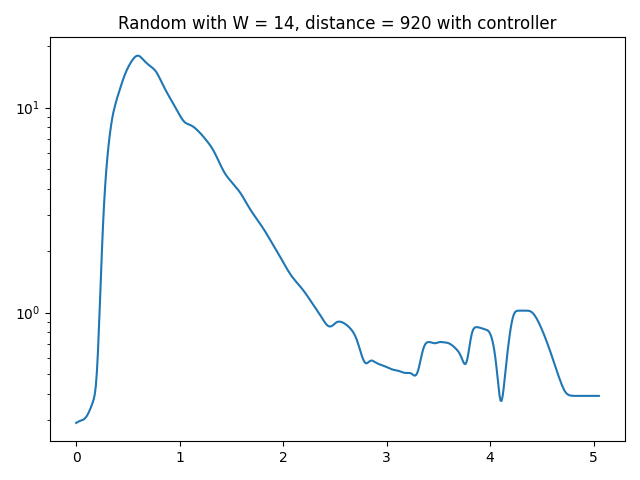 Random with W = 14, distance = 920 with controller
10¹
10⁰
0 1 2 3 4 5